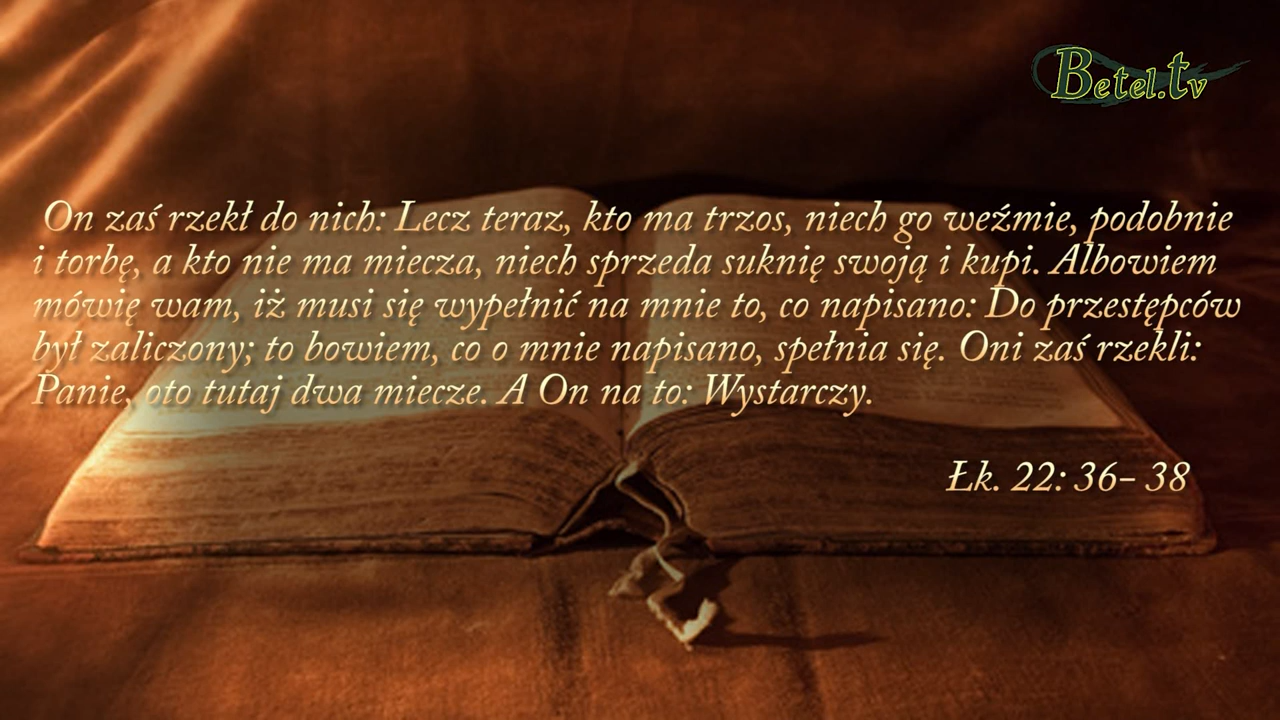 Betel.tv
On zaś rzekł do nich: Lecz teraz, kto ma trzos, niech go weźmie, podobnie
i torbę, a kto nie ma miecza, niech sprzeda suknię swoją i kupi. Albowiem
mówię wam, iż musi się wypełnić na mnie to, co napisano: Do przestępców
był zaliczony; to bowiem, co o mnie napisano, spełnia się. Oni zaś rzekli:
Panie, oto tutaj dwa miecze. A On na to: Wystarczy.
Łk. 22: 36– 38